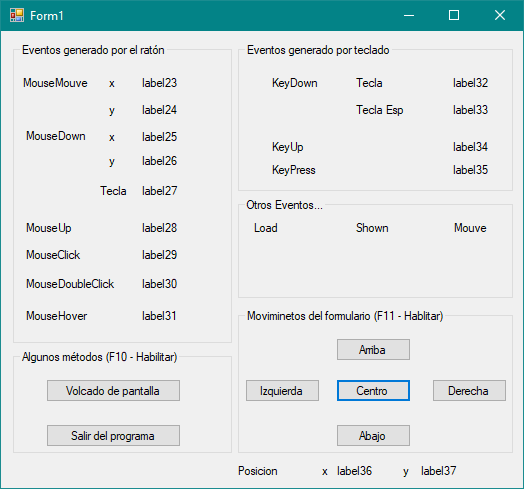 Form1
Eventos generado por el ratón
MouseMouve x label23
y label24
MouseDown x label25
y label26
Tecla label27
MouseUp label28
MouseClick label29
MouseDoubleClick label30
MouseHover label31
Algunos métodos (F10 - Habilitar)
Volcado de pantalla
Salir del programa
Eventos generado por teclado
KeyDown Tecla label32
Tecla Esp label33
KeyUp label34
KeyPress label35
Otros Eventos...
Load Shown Mouve
Moviminetos del formulario (F11 - Hablitar)
Arriba
Izquierda Centro Derecha
Abajo
Posicion x label36 y label37